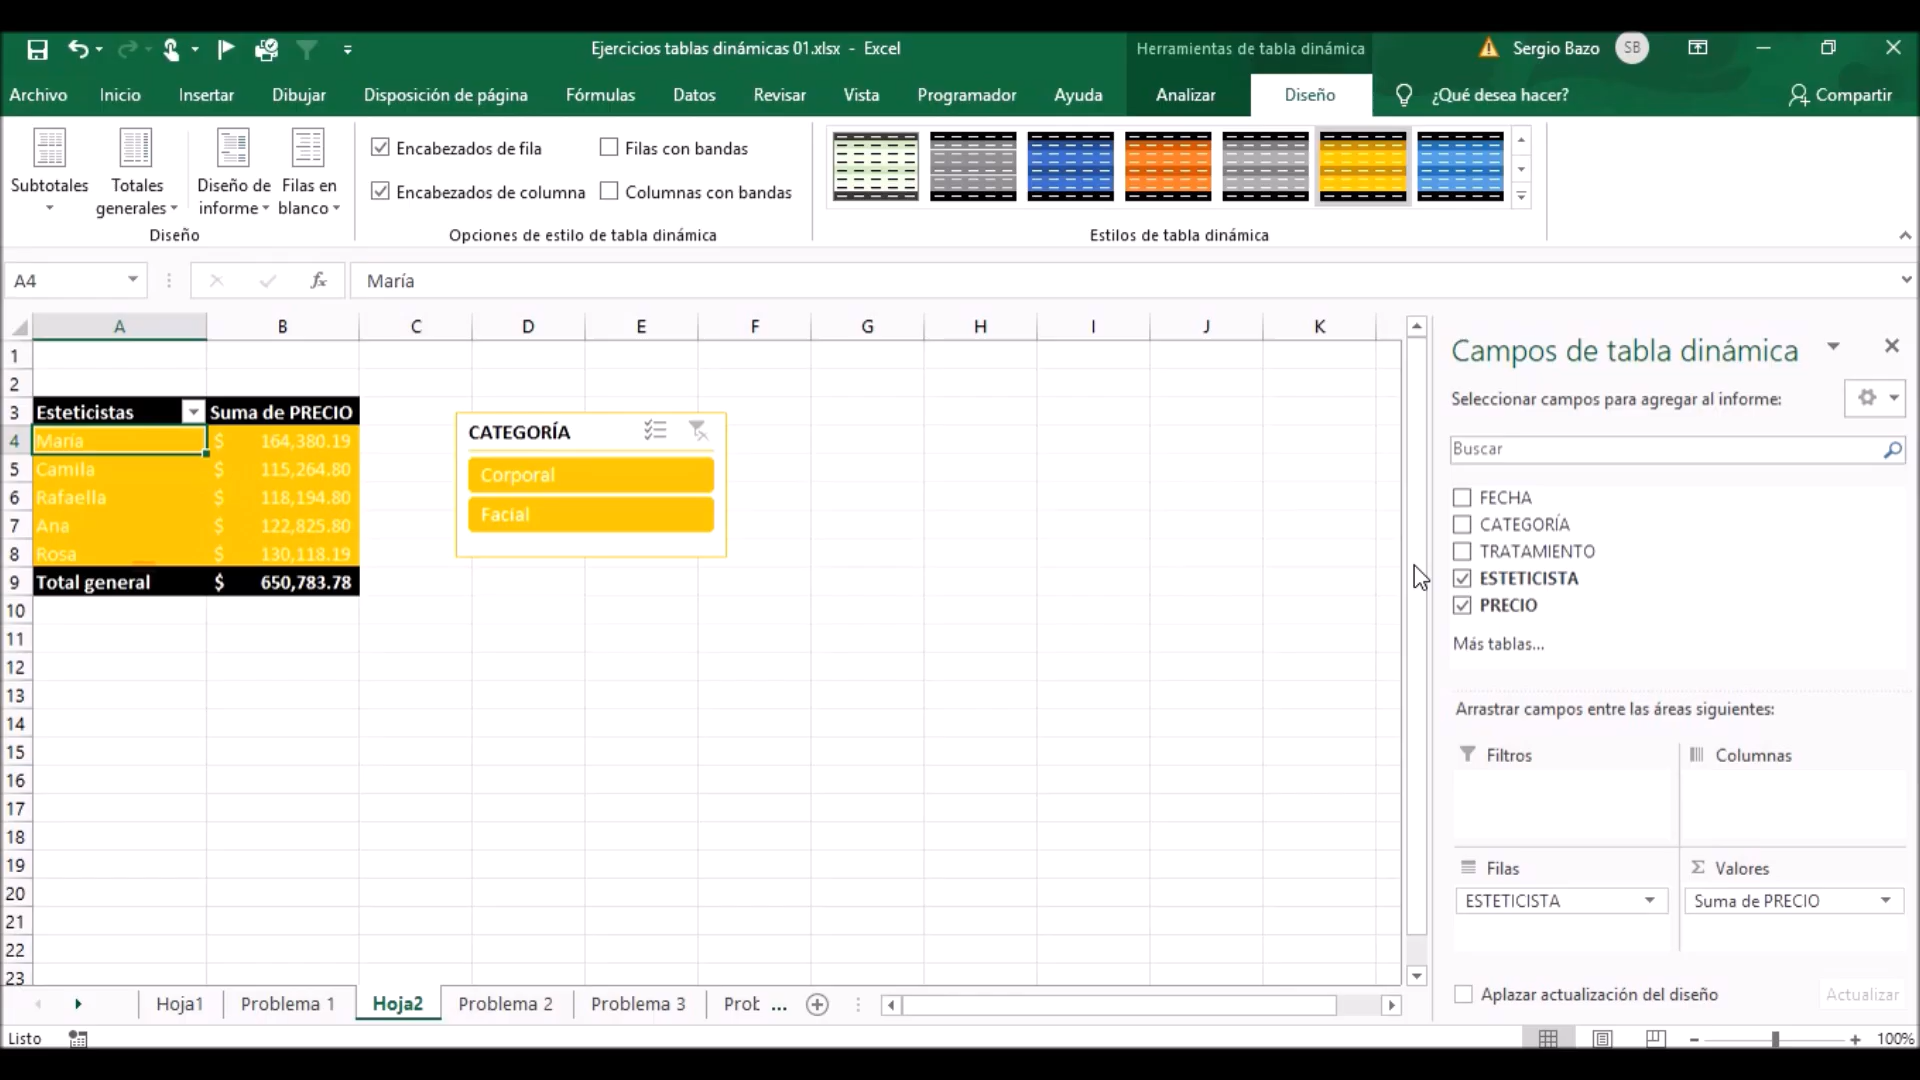 Ejercicios tablas dinámicas 01.xlsx - Excel
Herramientas de tabla dinámica
Sergio Bazo
SB
Archivo
Inicio
Insertar
Dibujar
Disposición de página
Fórmulas
Datos
Revisar
Vista
Programador
Ayuda
Analizar
Diseño
¿Qué desea hacer?
Compartir
Subtotales
Totales
generales
Diseño de
informe
Filas en
blanco
Diseño
Encabezados de fila
Filas con bandas
Encabezados de columna
Columnas con bandas
Opciones de estilo de tabla dinámica
Estilos de tabla dinámica
A4
fx
María
A B C D E F G H I J K
1
2
3 Esteticistas Suma de PRECIO
4 María $ 164,380.19
5 Camila $ 115,264.80
6 Rafaella $ 118,194.80
7 Ana $ 122,825.80
8 Rosa $ 130,118.19
9 Total general $ 650,783.78
10
11
12
13
14
15
16
17
18
19
20
21
22
23
CATEGORÍA
Corporal
Facial
Campos de tabla dinámica
Seleccionar campos para agregar al informe:
Buscar
FECHA
CATEGORÍA
TRATAMIENTO
ESTETICISTA
PRECIO
Más tablas...
Arrastrar campos entre las áreas siguientes:
Filtros
Columnas
Filas
Σ Valores
ESTETICISTA
Suma de PRECIO
Aplazar actualización del diseño
Actualizar
Hoja1
Problema 1
Hoja2
Problema 2
Problema 3
Prot ...
Listo
100%